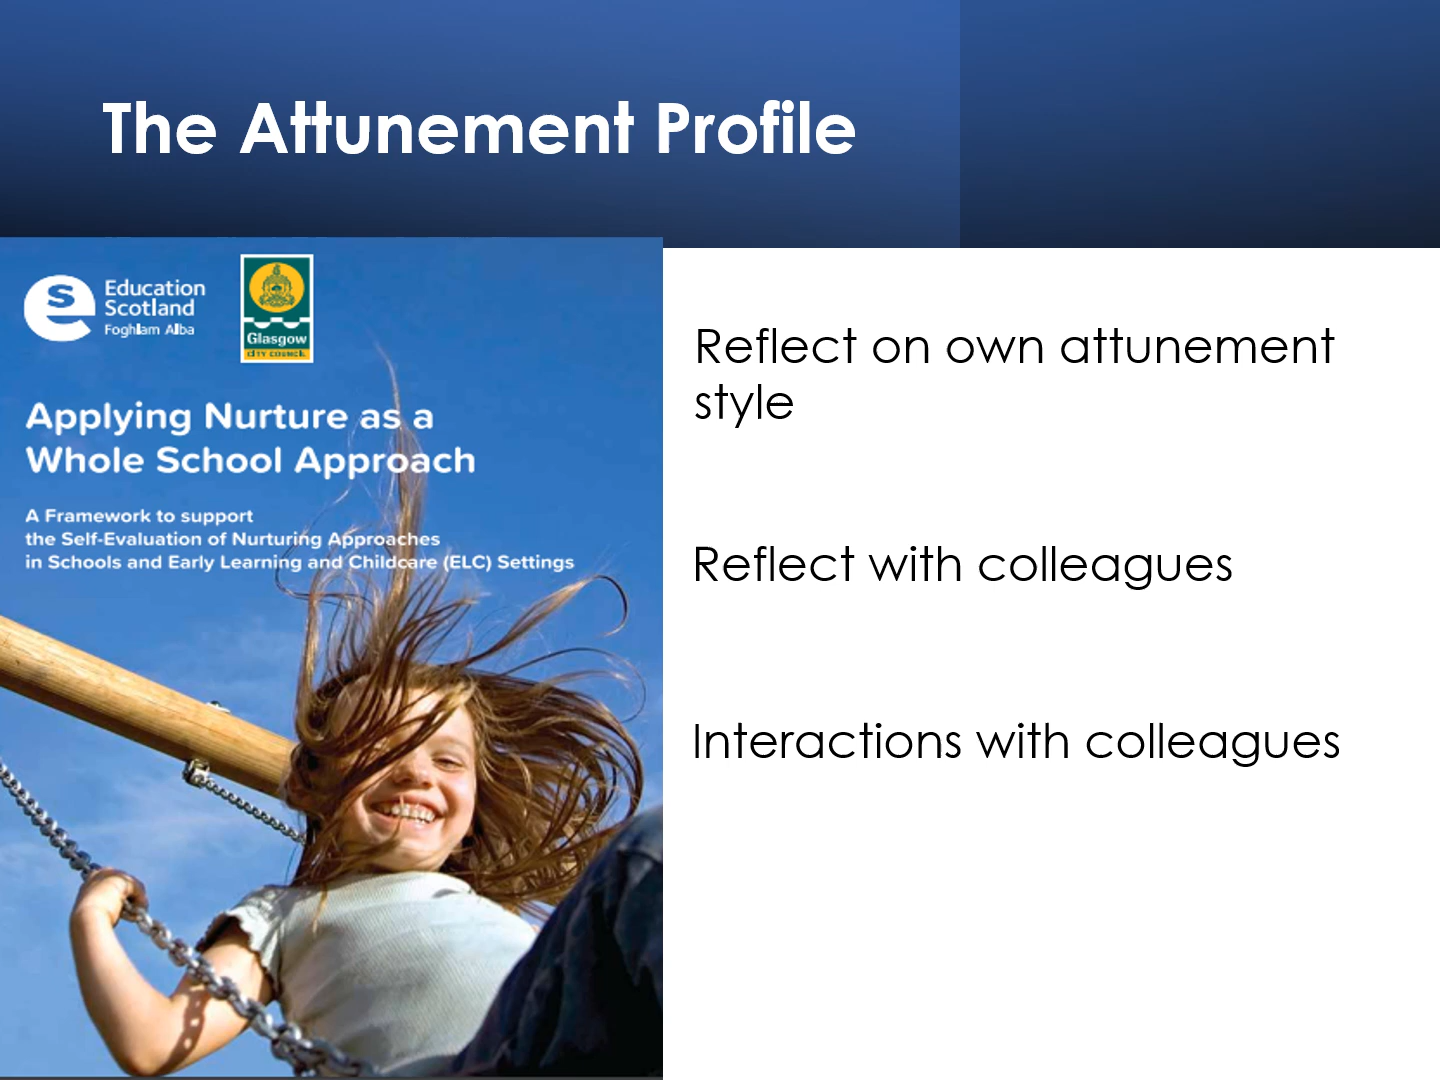 The Attunement Profile
Education
Scotland
Foghlam Alba
Glasgow
CITY COUNCIL
Applying Nurture as a
Whole School Approach
A Framework to support
the Self-Evaluation of Nurturing Approaches
in Schools and Early Learning and Childcare (ELC) Settings
Reflect on own attunement
style
Reflect with colleagues
Interactions with colleagues